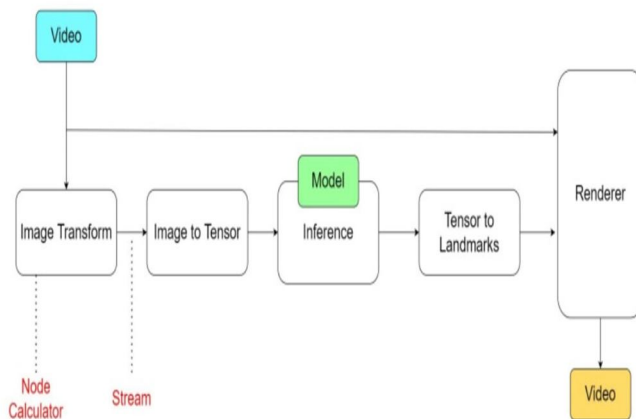 Video
Model
Image Transform
Image to Tensor
Inference
Tensor to
Landmarks
Renderer
Node
Calculator
Stream
Video